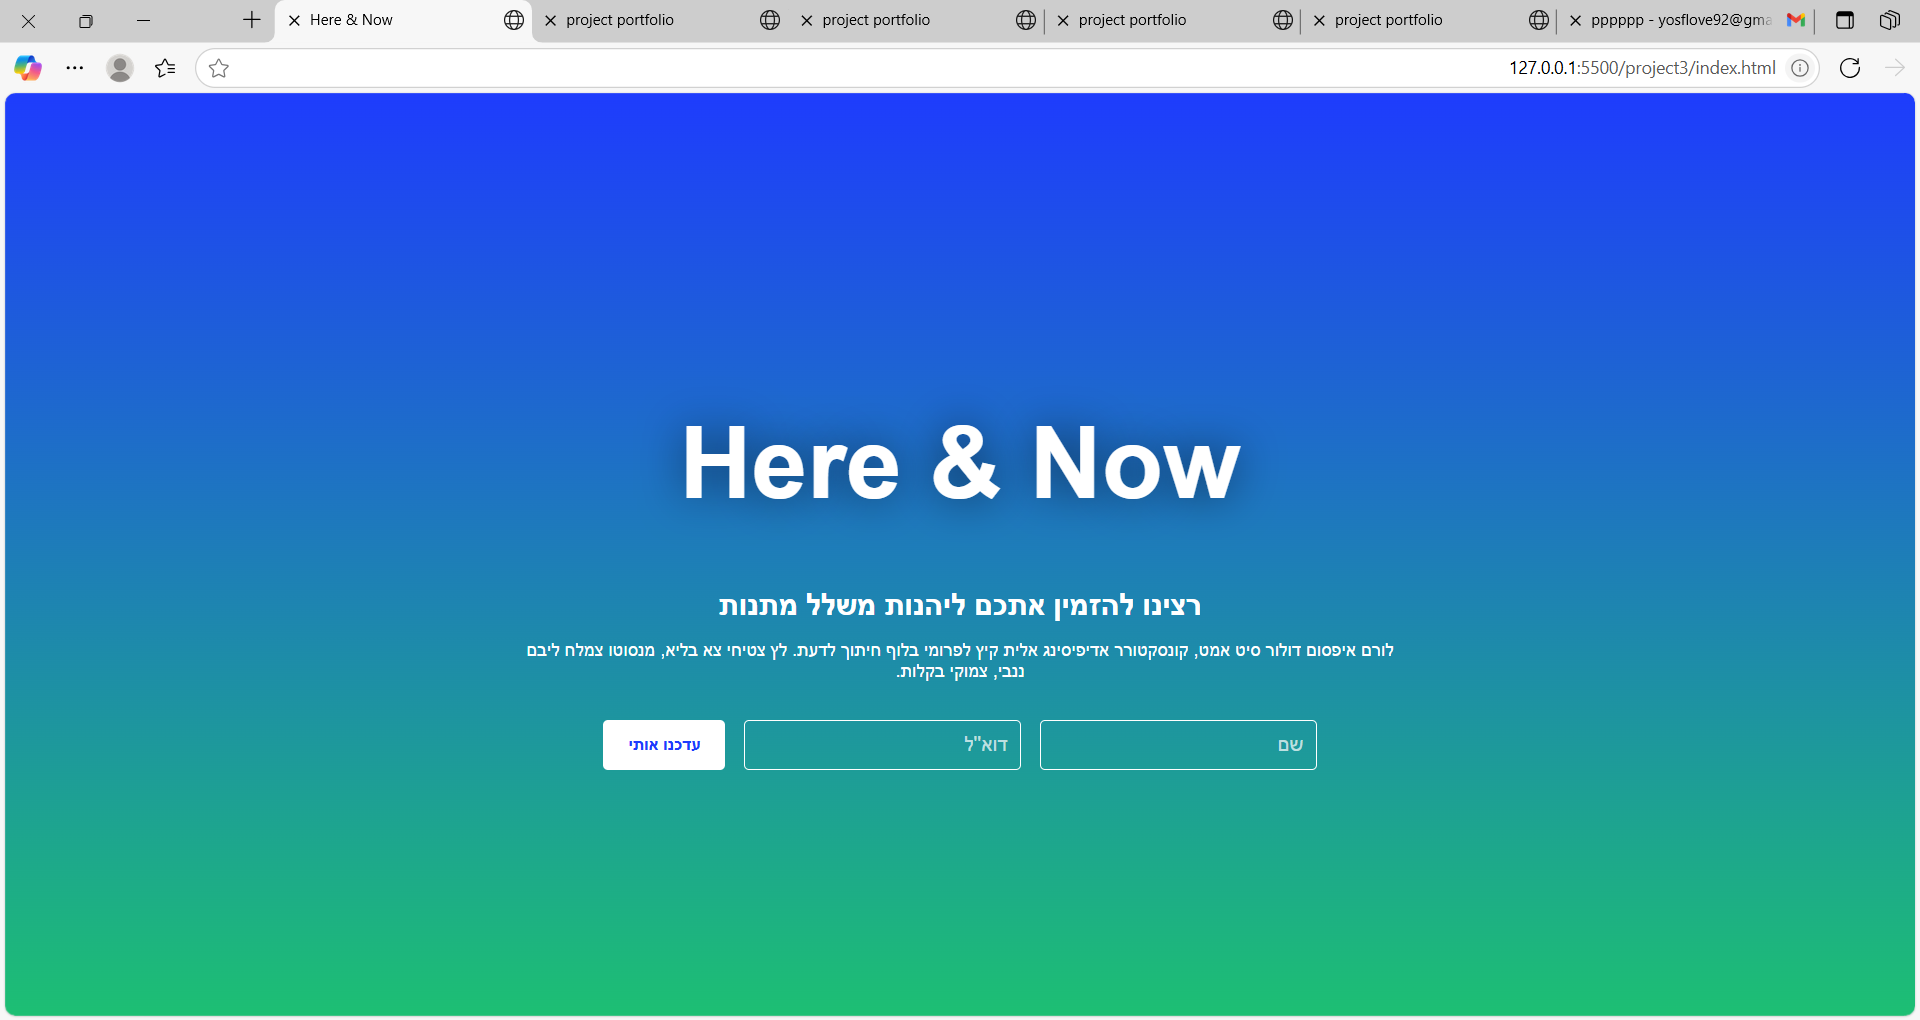 Here & Now
project portfolio
project portfolio
project portfolio
project portfolio
pppppp - yosflove92@gma
127.0.0.1:5500/project3/index.html
Here & Now
רצינו להזמין אתכם ליהנות משלל מתנות
לורם איפסום דולור סיט אמט, קונסקטורר אדיפיסינג אלית קיץ לפרומי בלוף חיתוך לדעת. לץ צטיחי צא בליא, מנסוטו צמלח ליבם
ננבי, צמוקי בקלות.
שם
דוא"ל
עדכנו אותי